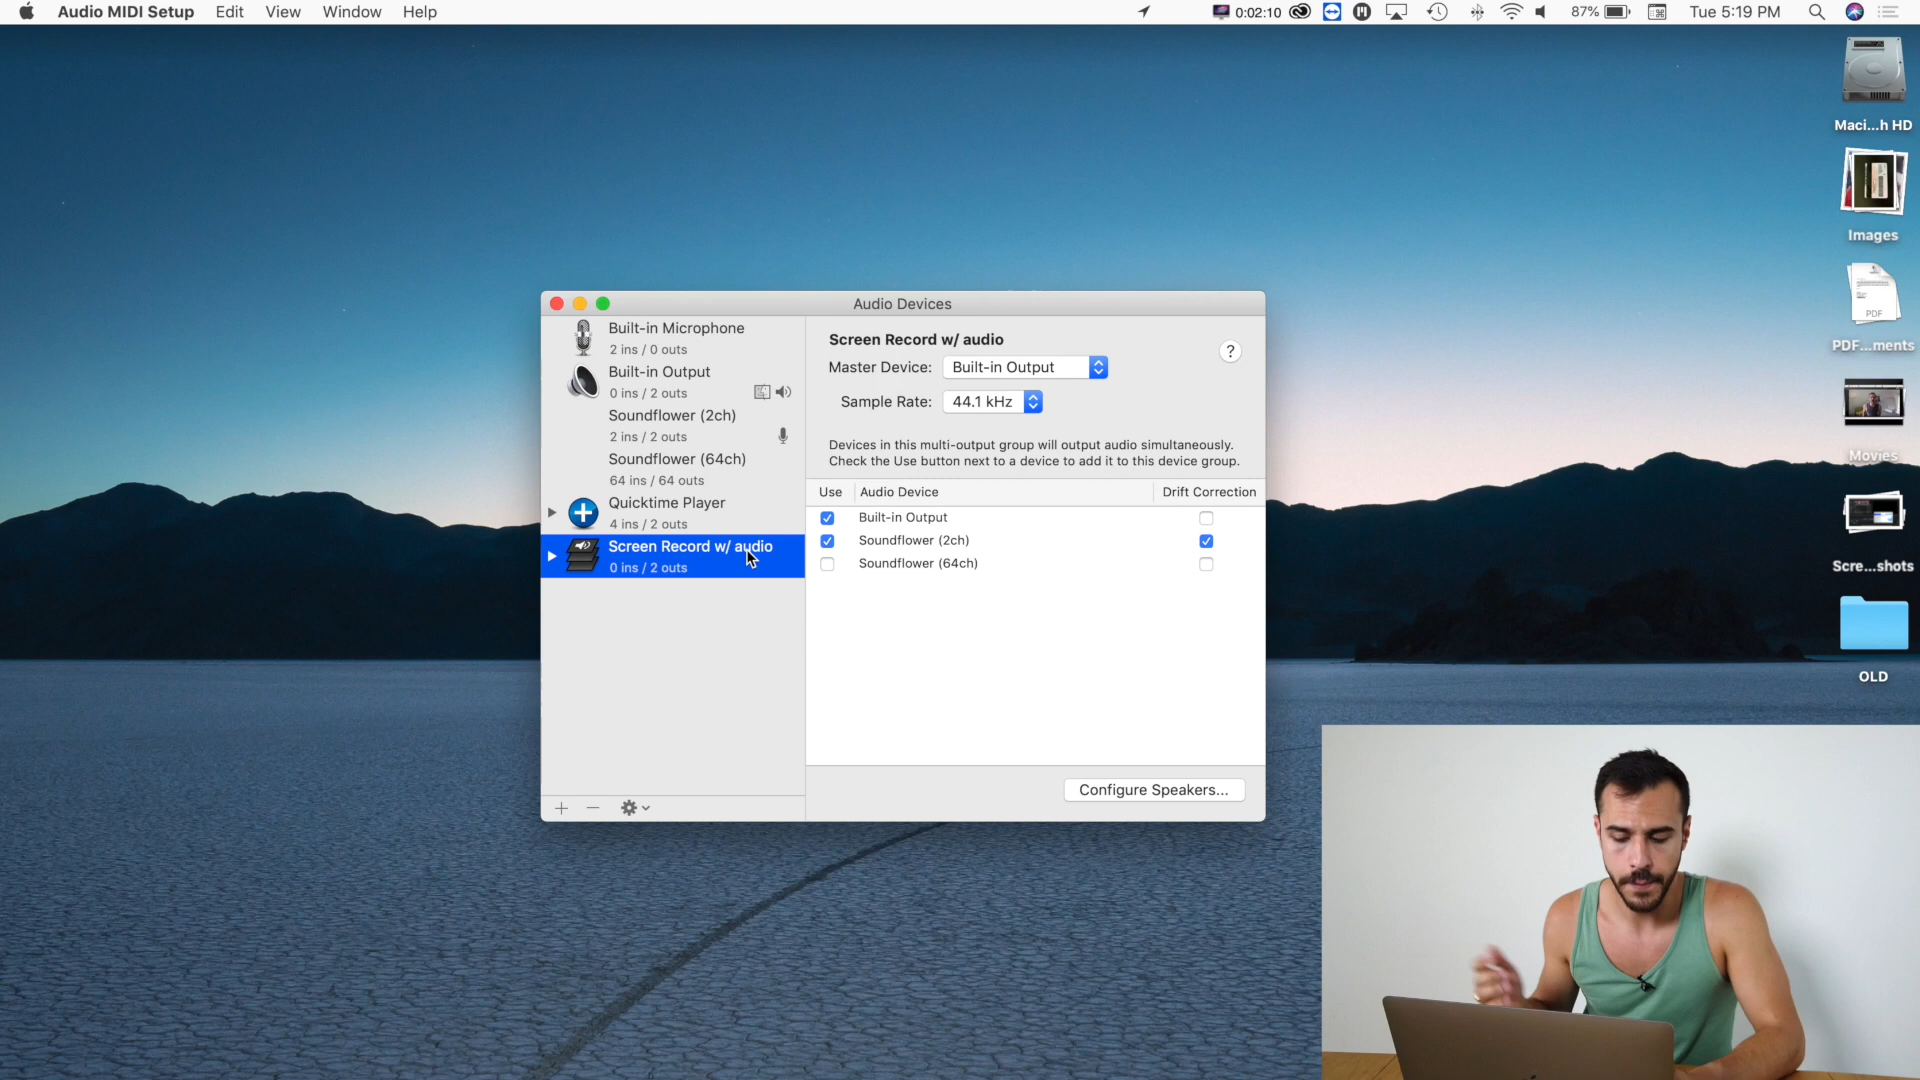 Audio MIDI Setup Edit View Window Help
0:02:10 87% Tue 5:19 PM
Maci...h HD
Images
PDF
PDF...ments
Movies
Scre...shots
OLD
Audio Devices
Built-in Microphone
2 ins / 0 outs
Built-in Output
0 ins / 2 outs
Soundflower (2ch)
2 ins / 2 outs
Soundflower (64ch)
64 ins / 64 outs
Quicktime Player
4 ins / 2 outs
Screen Record w/ audio
0 ins / 2 outs
Screen Record w/ audio
?
Master Device: Built-in Output
Sample Rate: 44.1 kHz
Devices in this multi-output group will output audio simultaneously.
Check the Use button next to a device to add it to this device group.
Use Audio Device Drift Correction
Built-in Output
Soundflower (2ch)
Soundflower (64ch)
Configure Speakers...